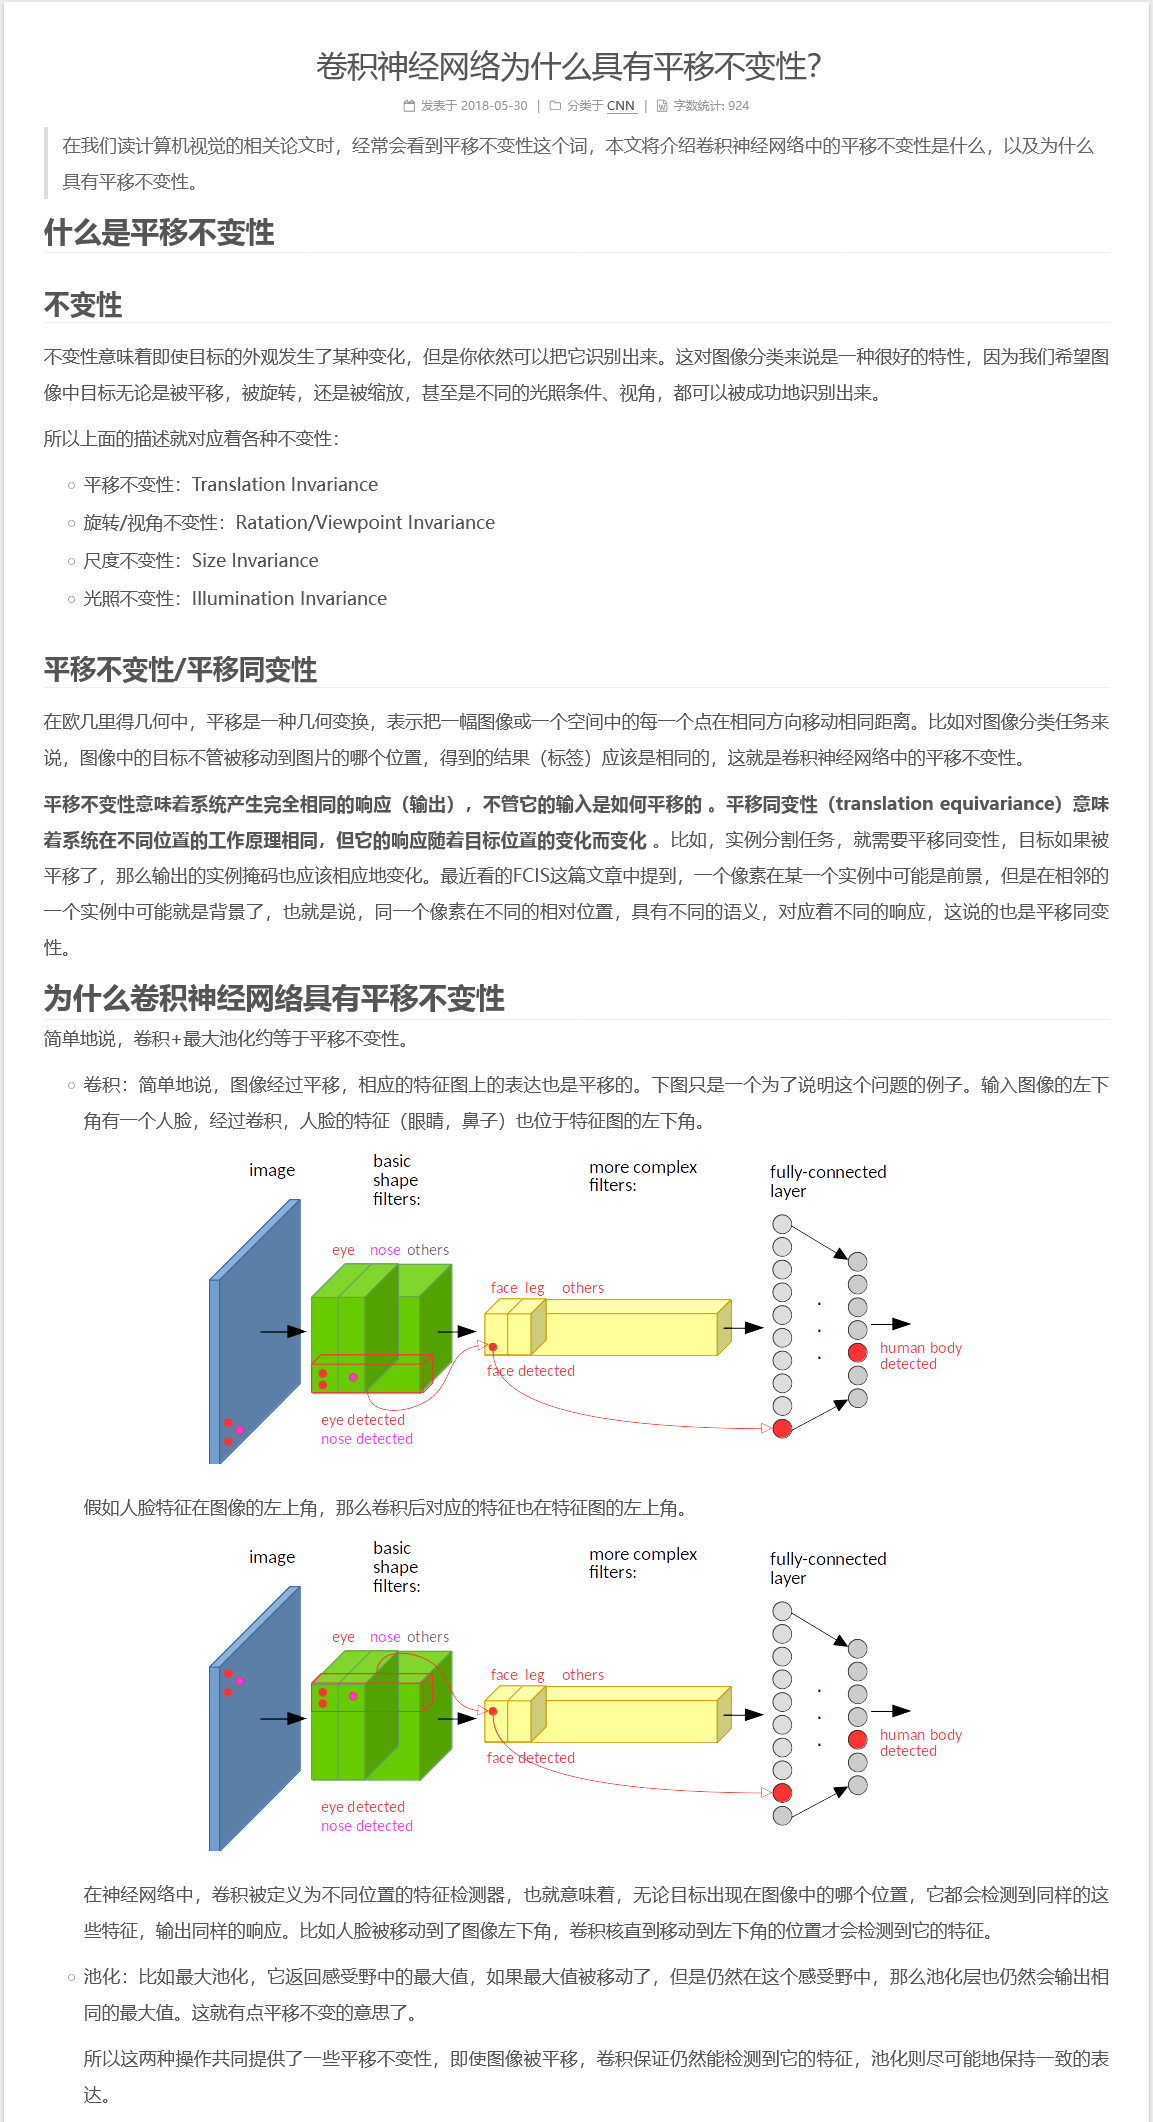 卷积神经网络为什么具有平移不变性？
发表于 2018-05-30 | 分类于 CNN | 字数统计: 924
在我们读计算机视觉的相关论文时，经常会看到平移不变性这个词，本文将介绍卷积神经网络中的平移不变性是什么，以及为什么
具有平移不变性。
什么是平移不变性
不变性
不变性意味着即使目标的外观发生了某种变化，但是你依然可以把它识别出来。这对图像分类来说是一种很好的特性，因为我们希望图
像中目标无论是被平移，被旋转，还是被缩放，甚至是不同的光照条件、视角，都可以被成功地识别出来。
所以上面的描述就对应着各种不变性：
平移不变性：Translation Invariance
旋转/视角不变性：Ratation/Viewpoint Invariance
尺度不变性：Size Invariance
光照不变性：Illumination Invariance
平移不变性/平移同变性
在欧几里得几何中，平移是一种几何变换，表示把一幅图像或一个空间中的每一个点在相同方向移动相同距离。比如对图像分类任务来
说，图像中的目标不管被移动到图片的哪个位置，得到的结果（标签）应该是相同的，这就是卷积神经网络中的平移不变性。
平移不变性意味着系统产生完全相同的响应（输出），不管它的输入是如何平移的 。平移同变性（translation equivariance）意味
着系统在不同位置的工作原理相同，但它的响应随着目标位置的变化而变化 。比如，实例分割任务，就需要平移同变性，目标如果被
平移了，那么输出的实例掩码也应该相应地变化。最近看的FCIS这篇文章中提到，一个像素在某一个实例中可能是前景，但是在相邻的
一个实例中可能就是背景了，也就是说，同一个像素在不同的相对位置，具有不同的语义，对应着不同的响应，这说的也是平移同变
性。
为什么卷积神经网络具有平移不变性
简单地说，卷积+最大池化约等于平移不变性。
卷积：简单地说，图像经过平移，相应的特征图上的表达也是平移的。下图只是一个为了说明这个问题的例子。输入图像的左下
角有一个人脸，经过卷积，人脸的特征（眼睛，鼻子）也位于特征图的左下角。
image
basic
shape
filters:
more complex
filters:
fully-connected
layer
eye nose others
face leg others
face detected
human body
detected
eye detected
nose detected
假如人脸特征在图像的左上角，那么卷积后对应的特征也在特征图的左上角。
image
basic
shape
filters:
more complex
filters:
fully-connected
layer
eye nose others
face leg others
face detected
human body
detected
eye detected
nose detected
在神经网络中，卷积被定义为不同位置的特征检测器，也就意味着，无论目标出现在图像中的哪个位置，它都会检测到同样的这
些特征，输出同样的响应。比如人脸被移动到了图像左下角，卷积核直到移动到左下角的位置才会检测到它的特征。
池化：比如最大池化，它返回感受野中的最大值，如果最大值被移动了，但是仍然在这个感受野中，那么池化层也仍然会输出相
同的最大值。这就有点平移不变的意思了。
所以这两种操作共同提供了一些平移不变性，即使图像被平移，卷积保证仍然能检测到它的特征，池化则尽可能地保持一致的表
达。